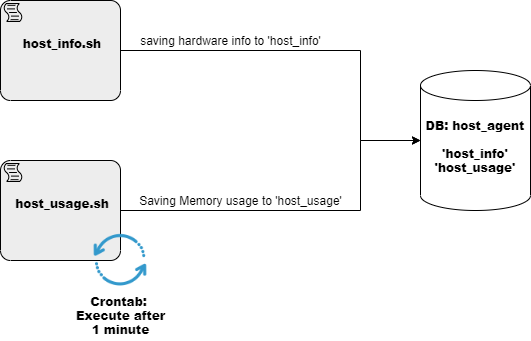 host_info.sh
saving hardware info to 'host_info'
DB: host_agent
'host_info'
'host_usage'
host_usage.sh
Saving Memory usage to 'host_usage'
Crontab:
Execute after
1 minute